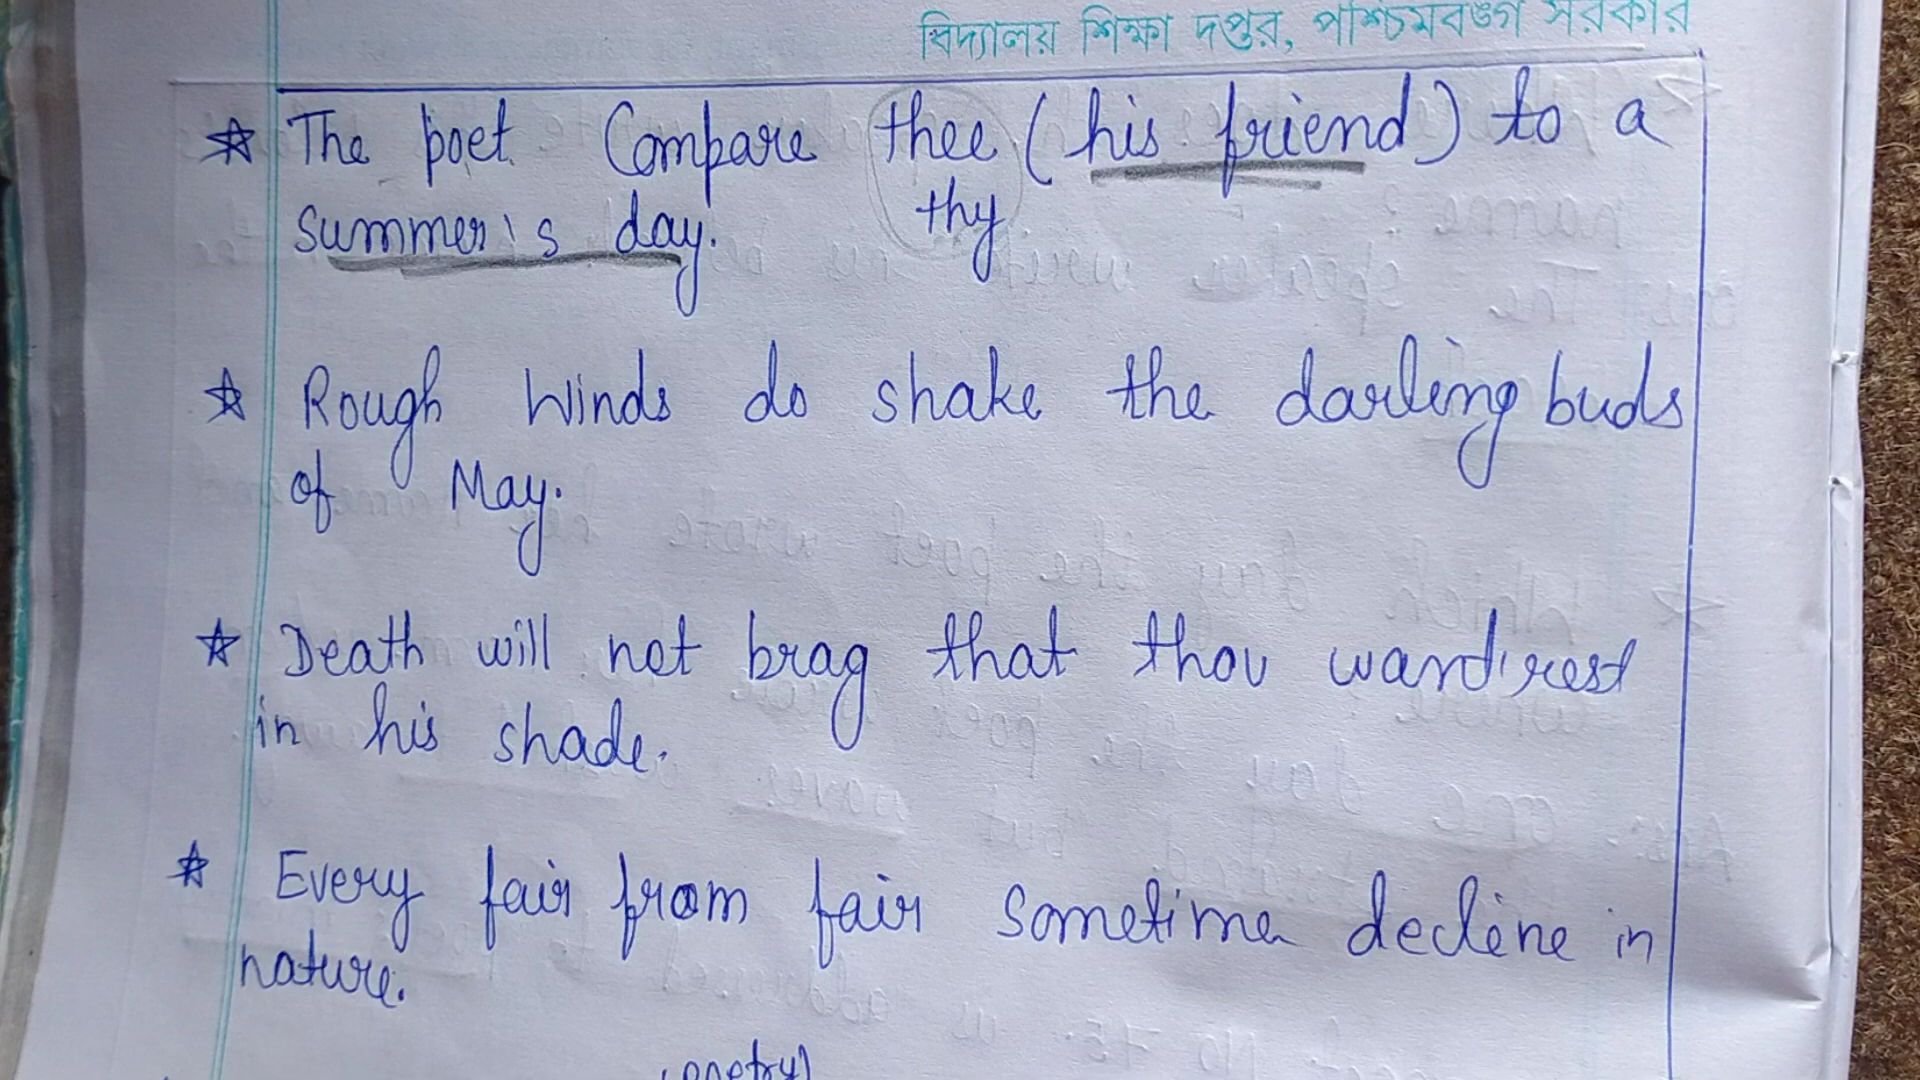 বিদ্যালয় শিক্ষা দপ্তর, পশ্চিমবঙ্গ সরকার
☆ The poet Compare thee (his friend) to a
summer's day. thy
☆ Rough Winds do shake the darling buds
of May.
☆ Death will not brag that thou wand'rest
in his shade.
☆ Every fair from fair sometime decline in
nature.
(poetry)